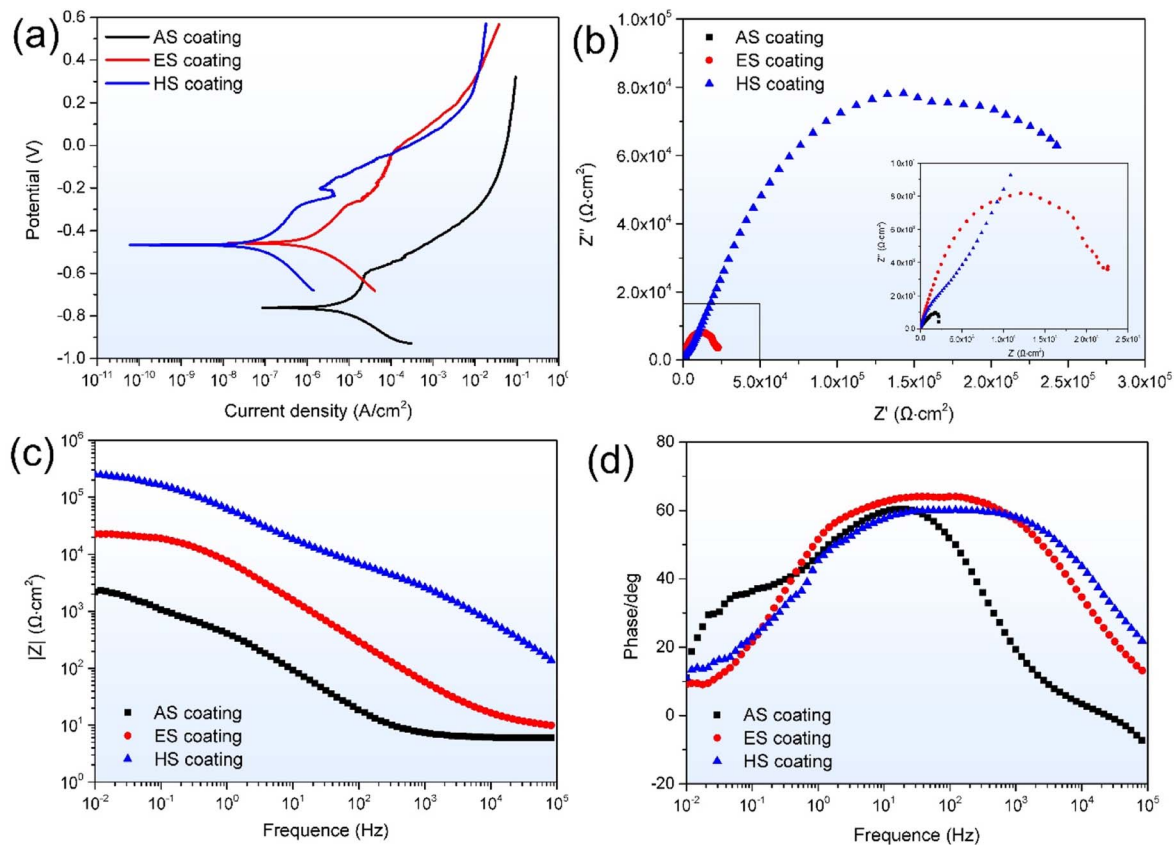 (a)
AS coating
ES coating
HS coating
Potential (V)
0.6
0.4
0.2
0.0
-0.2
-0.4
-0.6
-0.8
-1.0
10⁻¹¹ 10⁻¹⁰ 10⁻⁹ 10⁻⁸ 10⁻⁷ 10⁻⁶ 10⁻⁵ 10⁻⁴ 10⁻³ 10⁻² 10⁻¹ 10⁰
Current density (A/cm²)
(b)
AS coating
ES coating
HS coating
Z'' (Ω·cm²)
1.0x10⁵
8.0x10⁴
6.0x10⁴
4.0x10⁴
2.0x10⁴
0.0
0.0 5.0x10⁴ 1.0x10⁵ 1.5x10⁵ 2.0x10⁵ 2.5x10⁵ 3.0x10⁵
Z' (Ω·cm²)
Z'' (Ω·cm²)
0.0
(c)
AS coating
ES coating
HS coating
|Z| (Ω·cm²)
10⁶
10⁵
10⁴
10³
10²
10¹
10⁰
10⁻² 10⁻¹ 10⁰ 10¹ 10² 10³ 10⁴ 10⁵
Frequence (Hz)
(d)
AS coating
ES coating
HS coating
Phase/deg
80
60
40
20
0
-20
10⁻² 10⁻¹ 10⁰ 10¹ 10² 10³ 10⁴ 10⁵
Frequence (Hz)